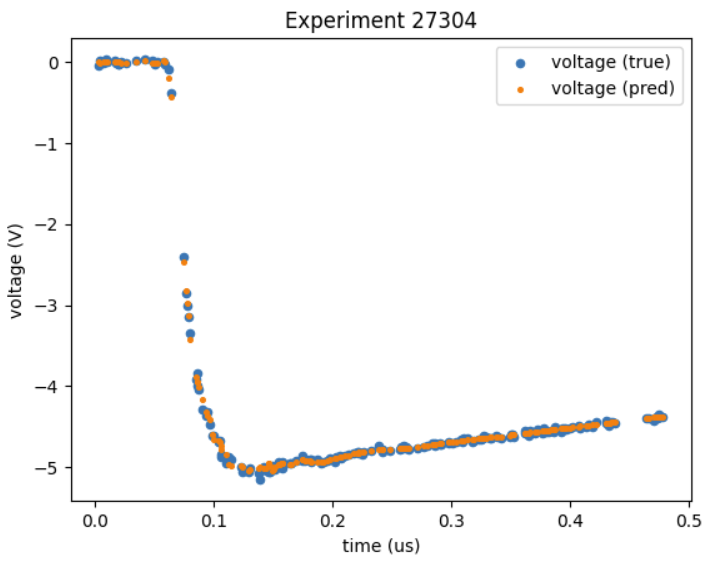 Experiment 27304
voltage (true)
voltage (pred)
voltage (V)
0
−1
−2
−3
−4
−5
0.0 0.1 0.2 0.3 0.4 0.5
time (us)